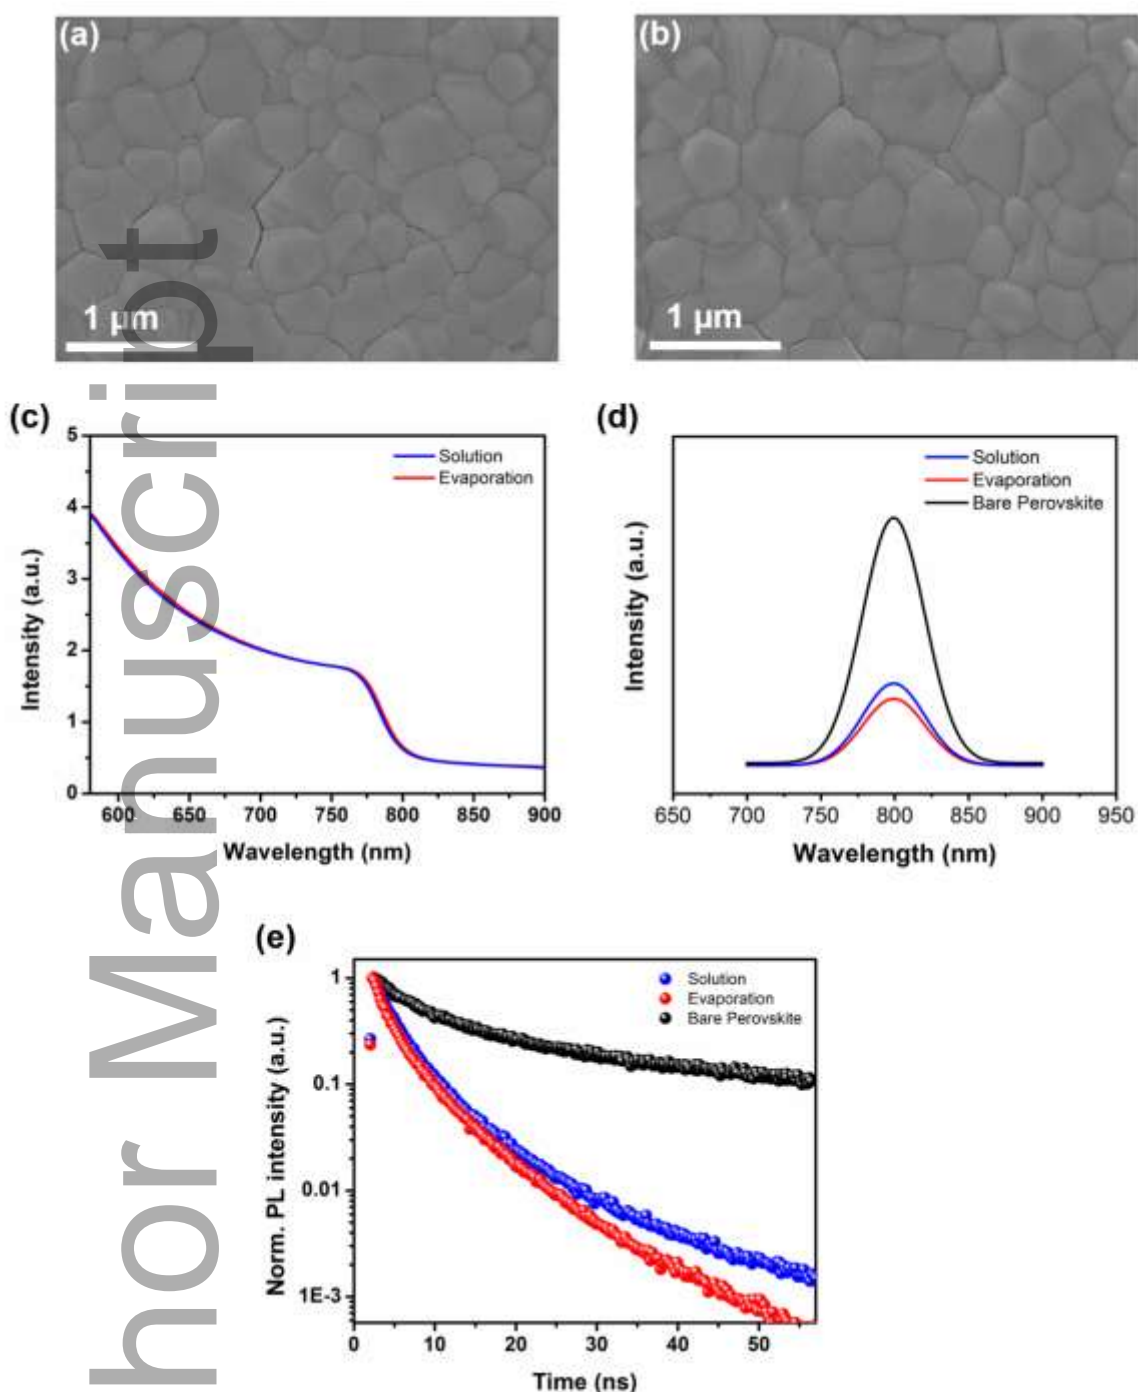 (a)
1 µm
(b)
1 µm
(c)
5
4
3
2
1
0
Intensity (a.u.)
Solution
Evaporation
600 650 700 750 800 850 900
Wavelength (nm)
(d)
Intensity (a.u.)
Solution
Evaporation
Bare Perovskite
650 700 750 800 850 900 950
Wavelength (nm)
(e)
1
0.1
0.01
1E-3
Norm. PL intensity (a.u.)
Solution
Evaporation
Bare Perovskite
0 10 20 30 40 50
Time (ns)
hor Manuscript